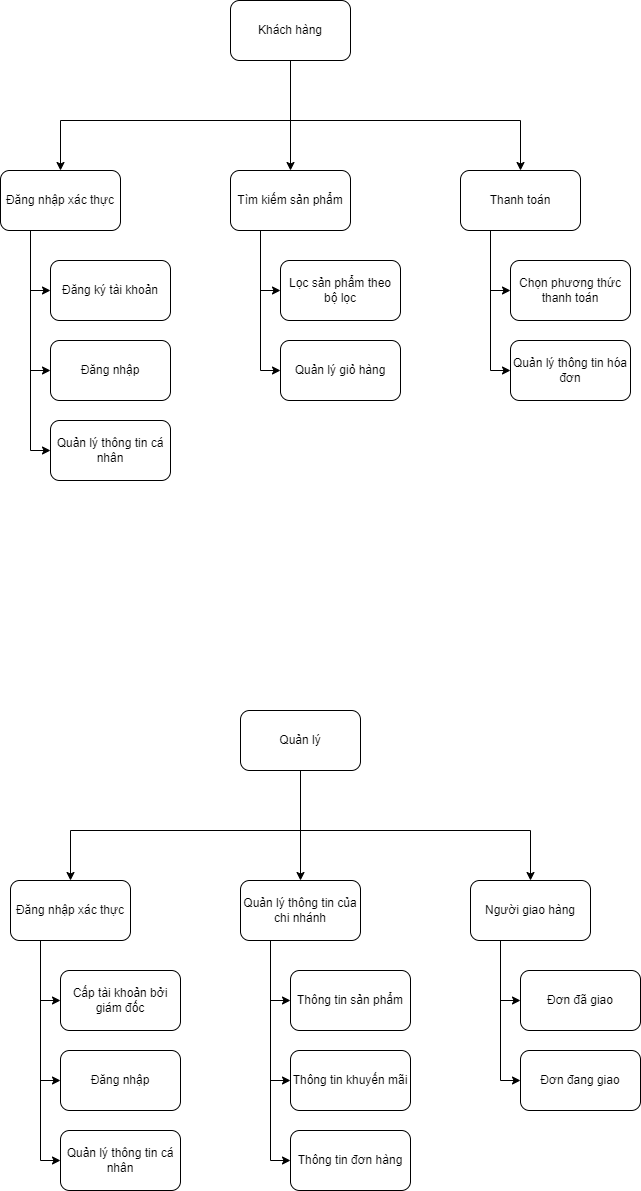 Khách hàng
Đăng nhập xác thực
Tìm kiếm sản phẩm
Thanh toán
Đăng ký tài khoản
Lọc sản phẩm theo
bộ lọc
Chọn phương thức
thanh toán
Đăng nhập
Quản lý giỏ hàng
Quản lý thông tin hóa
đơn
Quản lý thông tin cá
nhân
Quản lý
Đăng nhập xác thực
Quản lý thông tin của
chi nhánh
Người giao hàng
Cấp tài khoản bởi
giám đốc
Thông tin sản phẩm
Đơn đã giao
Đăng nhập
Thông tin khuyến mãi
Đơn đang giao
Quản lý thông tin cá
nhân
Thông tin đơn hàng